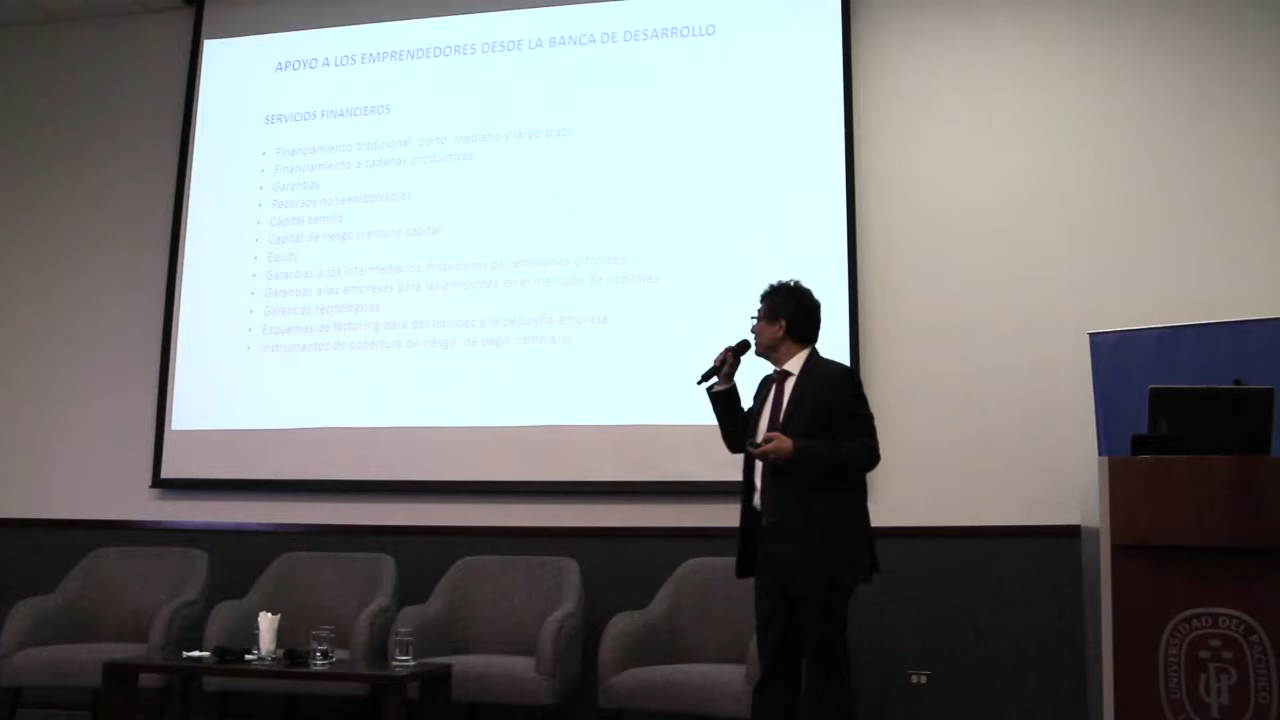 APOYO A LOS EMPRENDEDORES DESDE LA BANCA DE DESARROLLO
SERVICIOS FINANCIEROS
• Financiamiento tradicional: corto, mediano y largo plazo
• Financiamiento a cadenas productivas
• Garantías
• Recursos no reembolsables
• Capital semilla
• Capital de riesgo (venture capital)
• Equity
• Garantías a los intermediarios financieros por emisiones o fondeo
• Garantías a las empresas para las emisiones en el mercado de capitales
• Garantías tecnológicas
• Esquemas de factoring para dar liquidez a la pequeña empresa
• Instrumentos de cobertura de riesgo: de pago, cambiario
UNIVERSIDAD DEL PACÍFICO